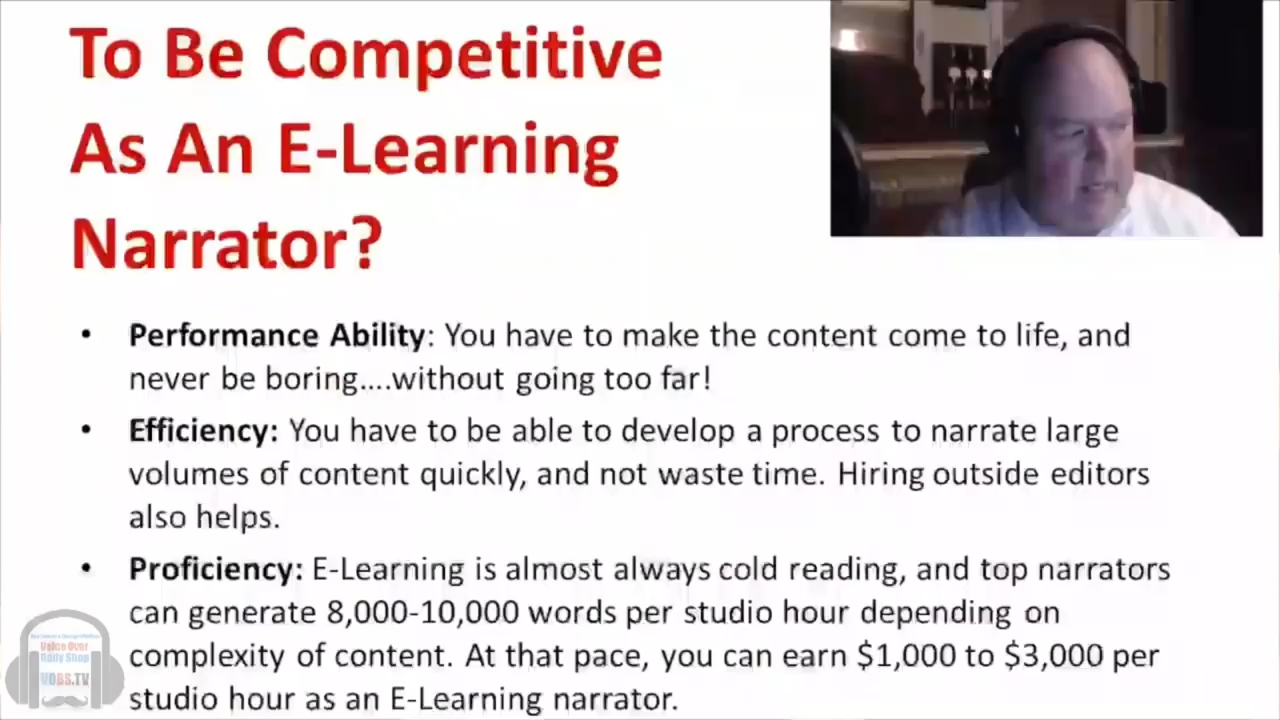 To Be Competitive
As An E-Learning
Narrator?
• Performance Ability: You have to make the content come to life, and
never be boring....without going too far!
• Efficiency: You have to be able to develop a process to narrate large
volumes of content quickly, and not waste time. Hiring outside editors
also helps.
• Proficiency: E-Learning is almost always cold reading, and top narrators
can generate 8,000-10,000 words per studio hour depending on
complexity of content. At that pace, you can earn $1,000 to $3,000 per
studio hour as an E-Learning narrator.
Voice Over
Body Shop
VOBS.TV